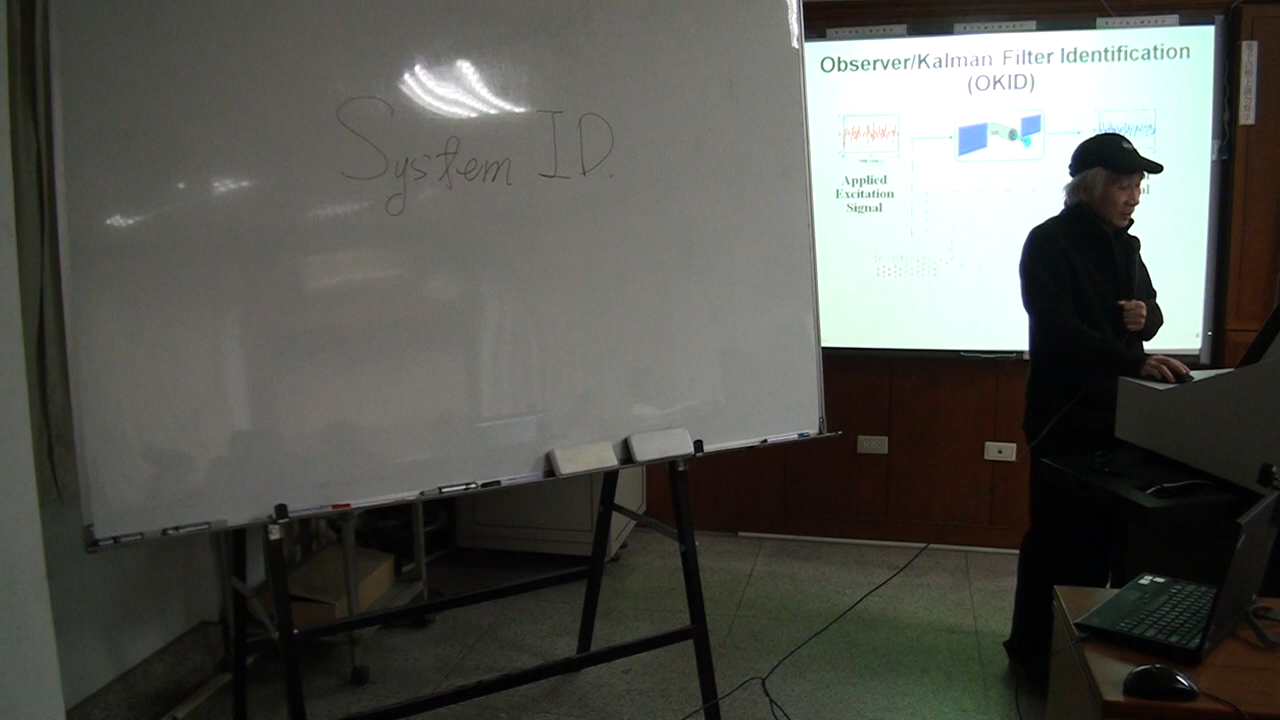 System ID.
Observer/Kalman Filter Identification
(OKID)
Applied
Excitation
Signal